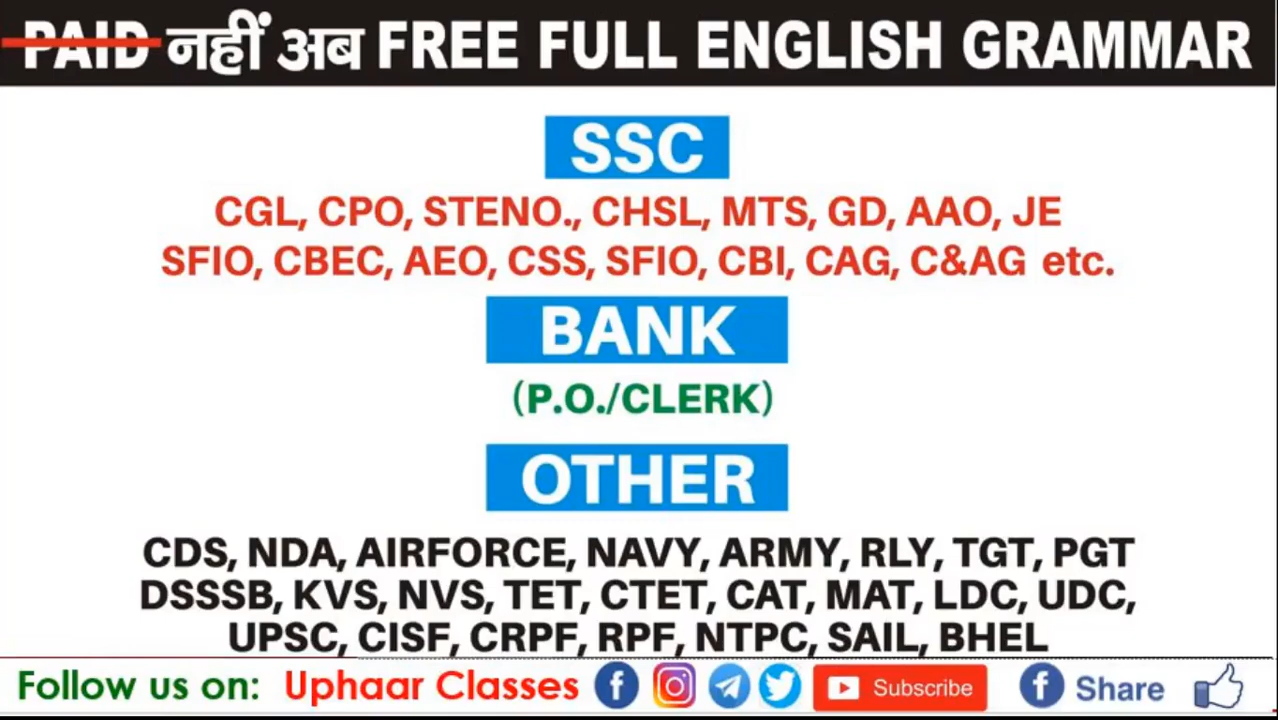 PAID नहीं अब FREE FULL ENGLISH GRAMMAR
SSC
CGL, CPO, STENO., CHSL, MTS, GD, AAO, JE
SFIO, CBEC, AEO, CSS, SFIO, CBI, CAG, C&AG etc.
BANK
(P.O./CLERK)
OTHER
CDS, NDA, AIRFORCE, NAVY, ARMY, RLY, TGT, PGT
DSSSB, KVS, NVS, TET, CTET, CAT, MAT, LDC, UDC,
UPSC, CISF, CRPF, RPF, NTPC, SAIL, BHEL
Follow us on: Uphaar Classes Subscribe Share